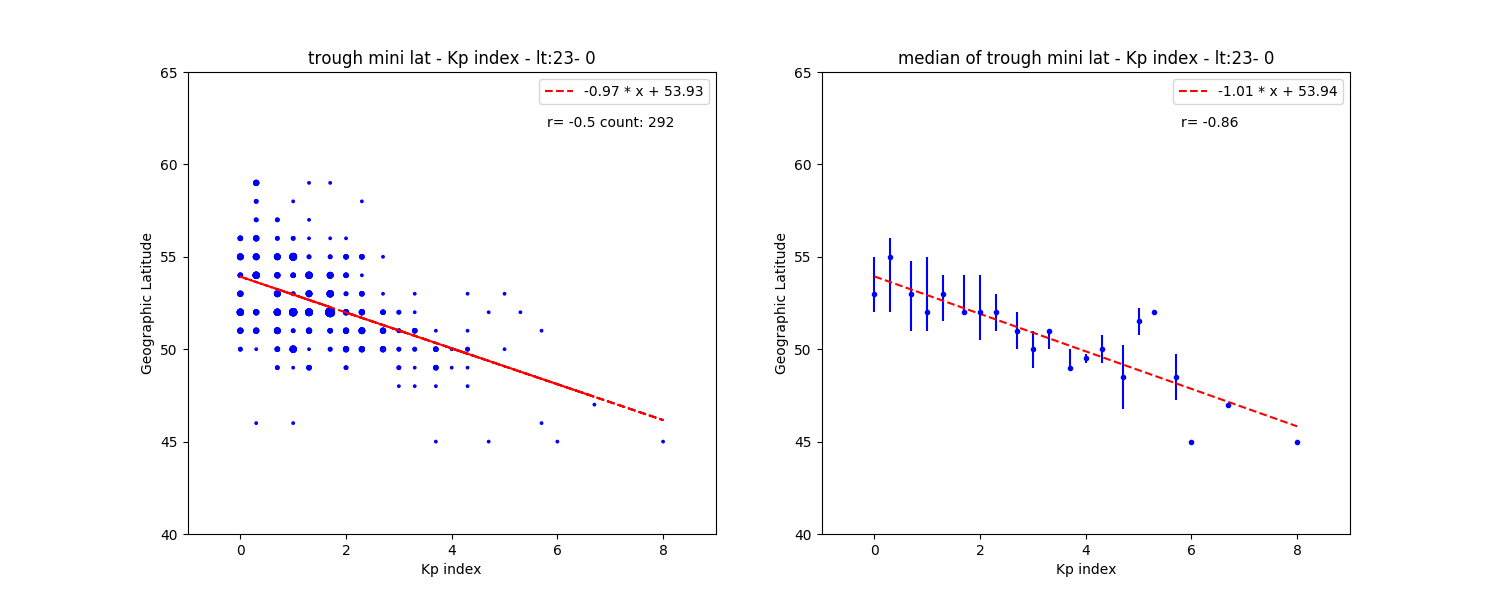 trough mini lat - Kp index - lt:23- 0
-0.97 * x + 53.93
r= -0.5 count: 292
65
60
55
50
45
40
Geographic Latitude
0 2 4 6 8
Kp index
median of trough mini lat - Kp index - lt:23- 0
-1.01 * x + 53.94
r= -0.86
65
60
55
50
45
40
Geographic Latitude
0 2 4 6 8
Kp index